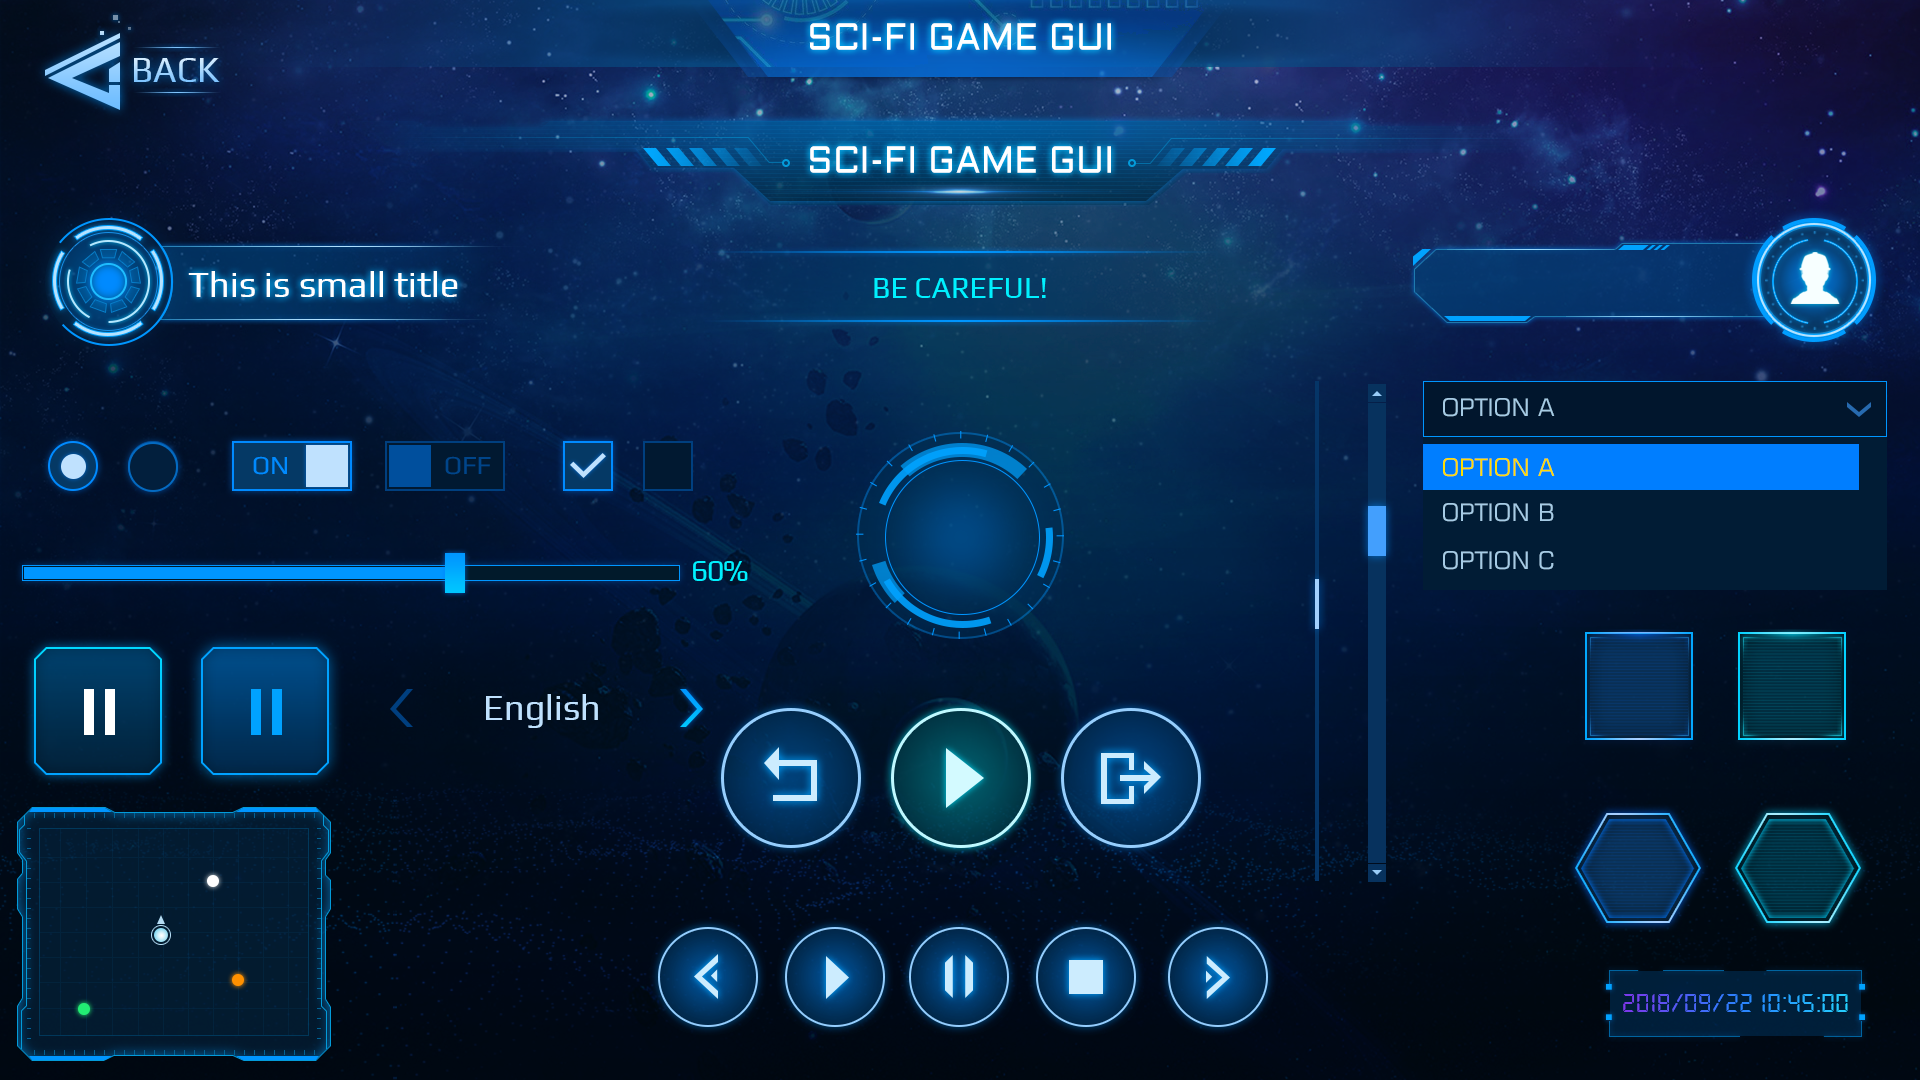 SCI-FI GAME GUI
BACK
SCI-FI GAME GUI
This is small title
BE CAREFUL!
OPTION A
ON
OFF
OPTION A
OPTION B
OPTION C
60%
English
2018/09/22 10:45:00